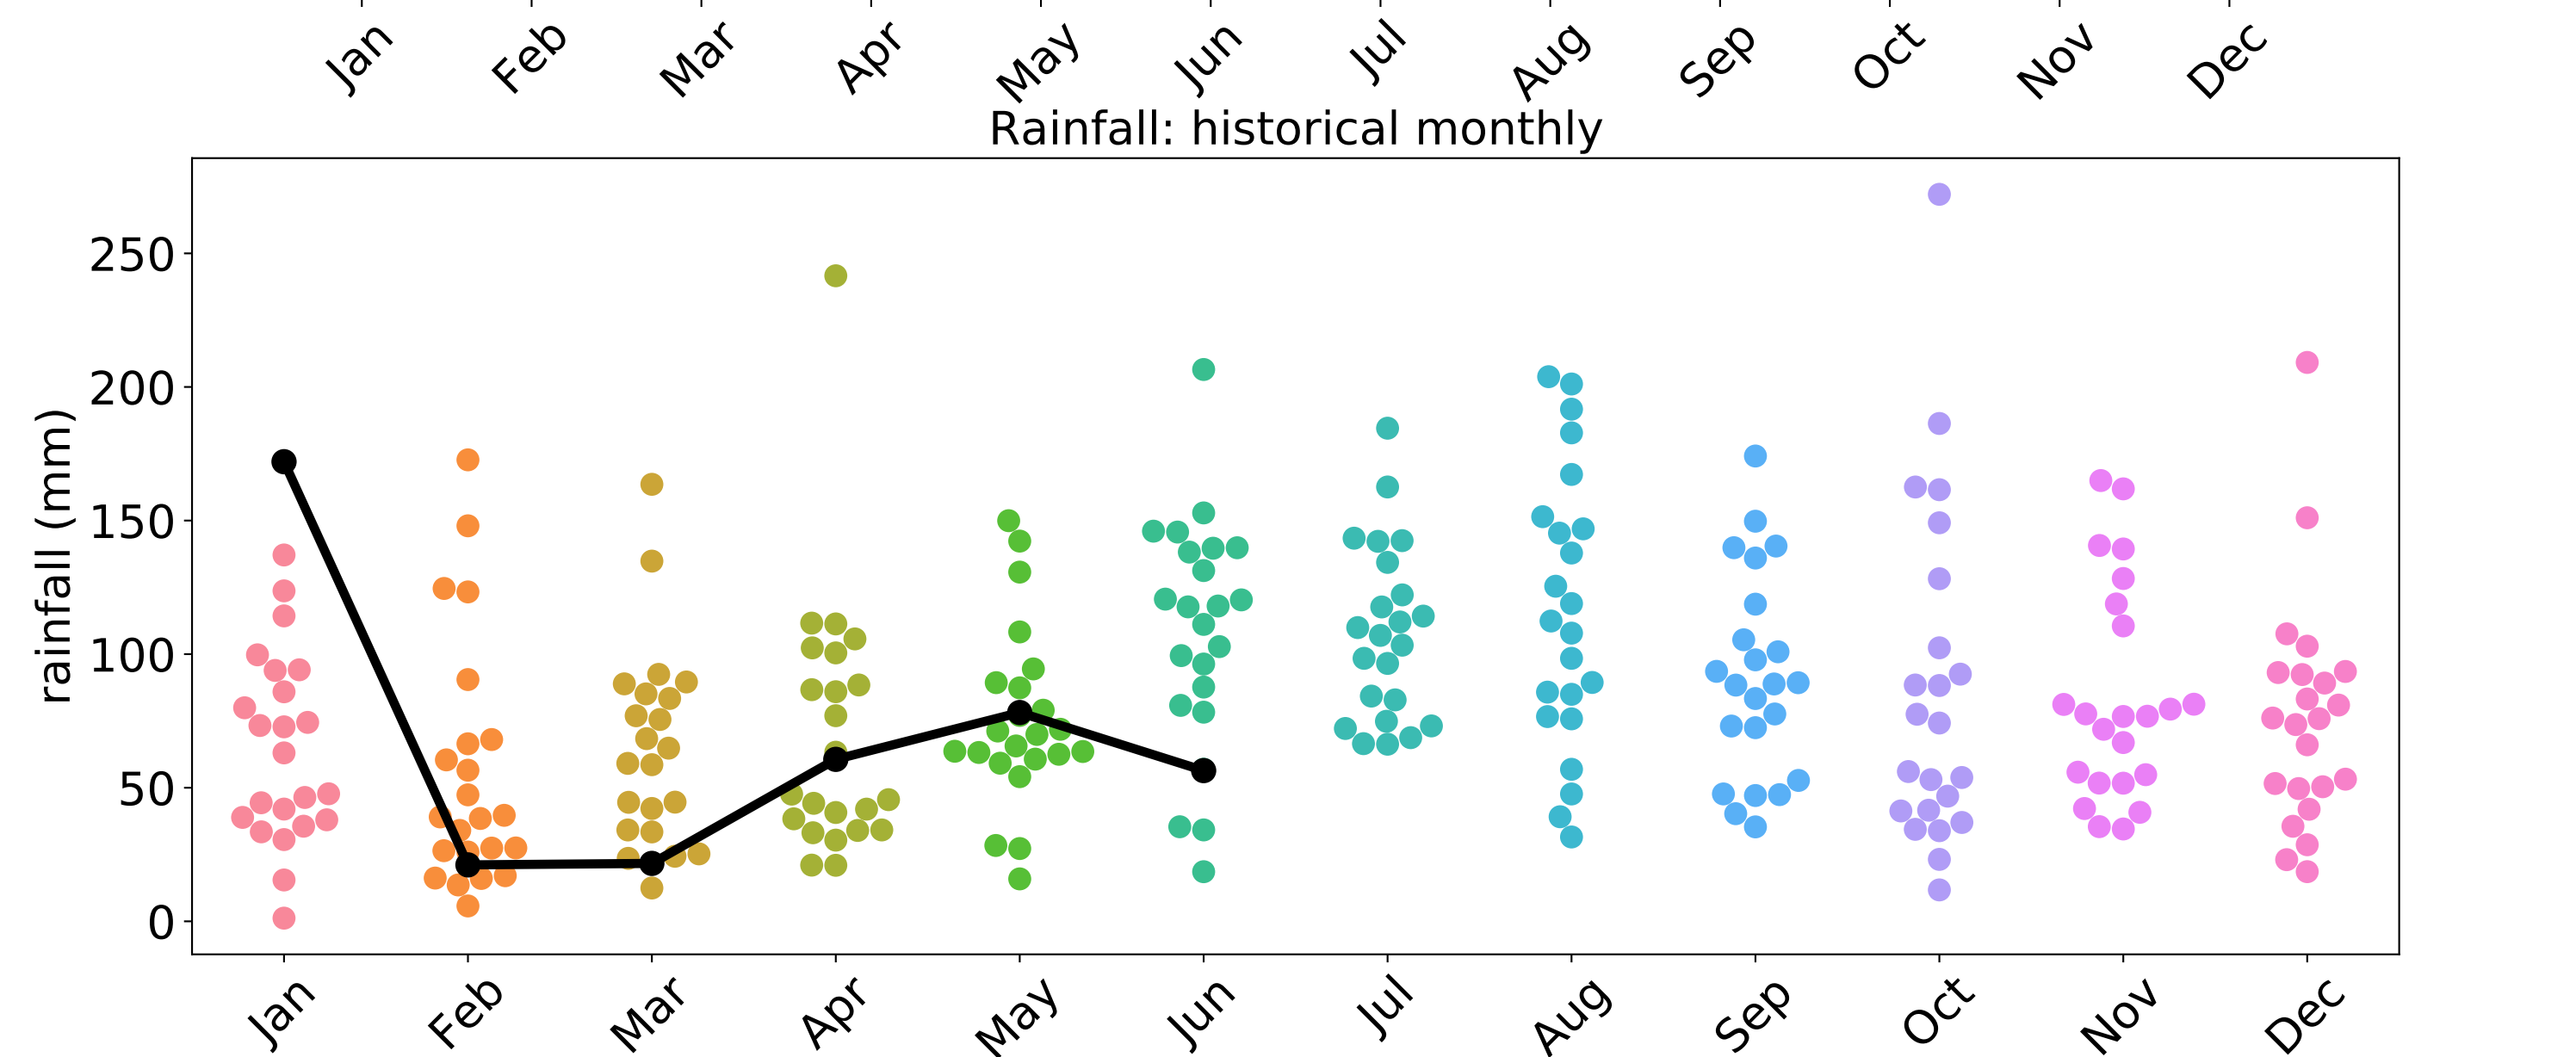 Jan Feb Mar Apr May Jun Jul Aug Sep Oct Nov Dec
Rainfall: historical monthly
rainfall (mm)
250
200
150
100
50
0
Jan Feb Mar Apr May Jun Jul Aug Sep Oct Nov Dec